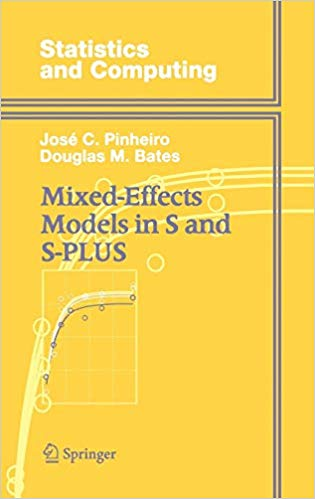 Statistics
and Computing
José C. Pinheiro
Douglas M. Bates
Mixed-Effects
Models in S and
S-PLUS
Springer